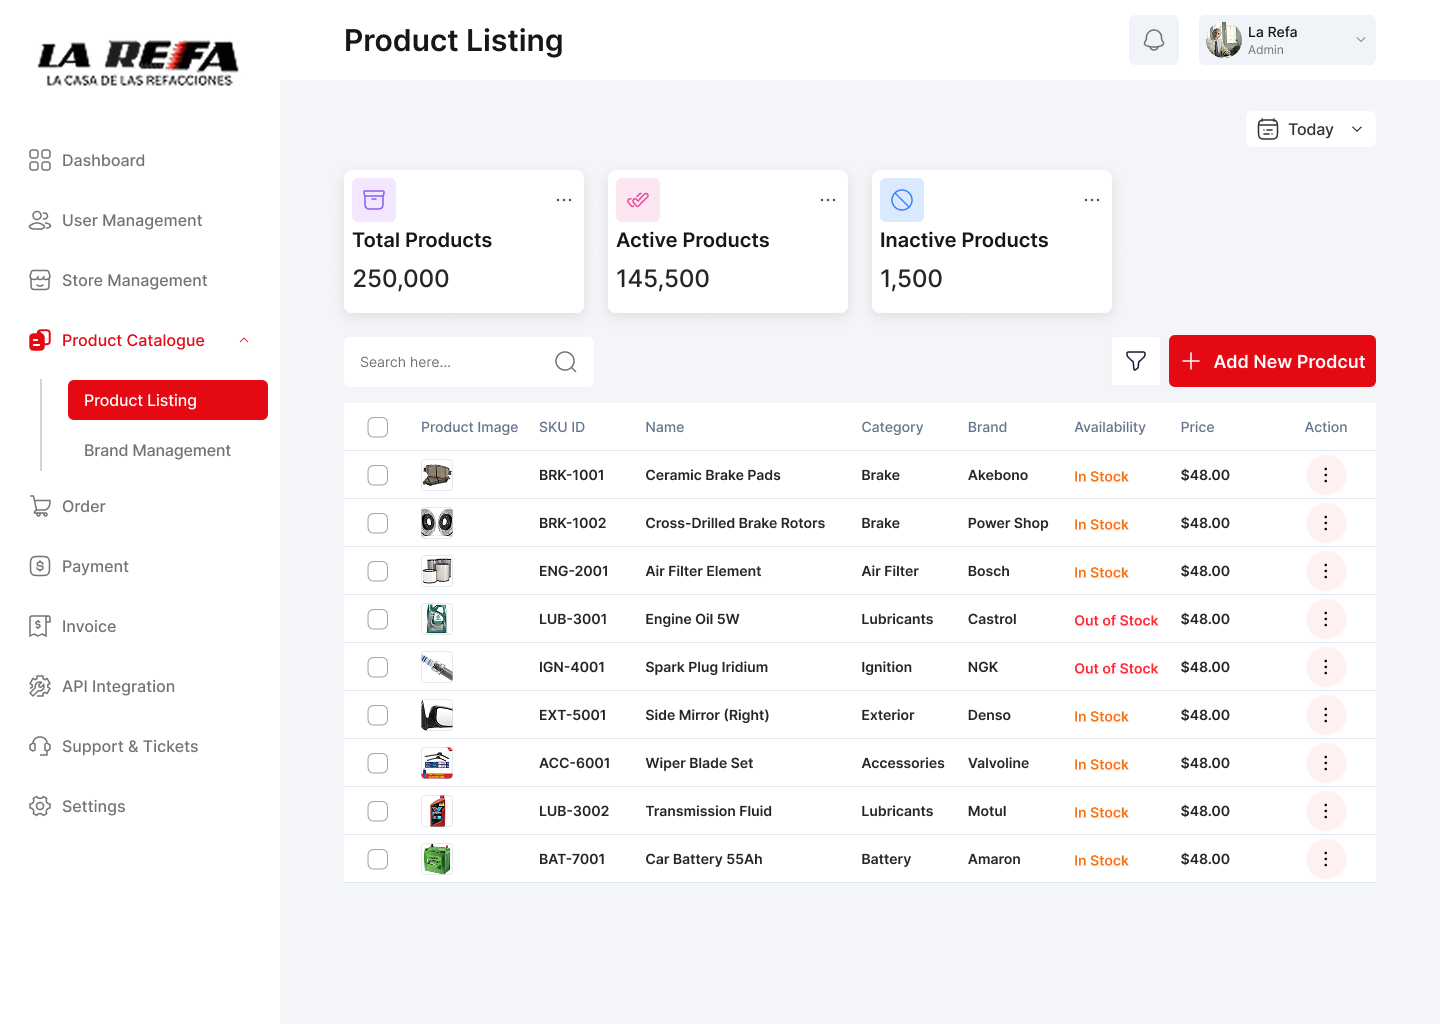 LA REFA
LA CASA DE LAS REFACCIONES
Product Listing
La Refa
Admin
Dashboard
User Management
Store Management
Product Catalogue
Product Listing
Brand Management
Order
Payment
Invoice
API Integration
Support & Tickets
Settings
Today
Total Products
250,000
Active Products
145,500
Inactive Products
1,500
Search here...
Add New Prodcut
Product Image SKU ID Name Category Brand Availability Price Action
BRK-1001 Ceramic Brake Pads Brake Akebono In Stock $48.00
BRK-1002 Cross-Drilled Brake Rotors Brake Power Shop In Stock $48.00
ENG-2001 Air Filter Element Air Filter Bosch In Stock $48.00
LUB-3001 Engine Oil 5W Lubricants Castrol Out of Stock $48.00
IGN-4001 Spark Plug Iridium Ignition NGK Out of Stock $48.00
EXT-5001 Side Mirror (Right) Exterior Denso In Stock $48.00
ACC-6001 Wiper Blade Set Accessories Valvoline In Stock $48.00
LUB-3002 Transmission Fluid Lubricants Motul In Stock $48.00
BAT-7001 Car Battery 55Ah Battery Amaron In Stock $48.00